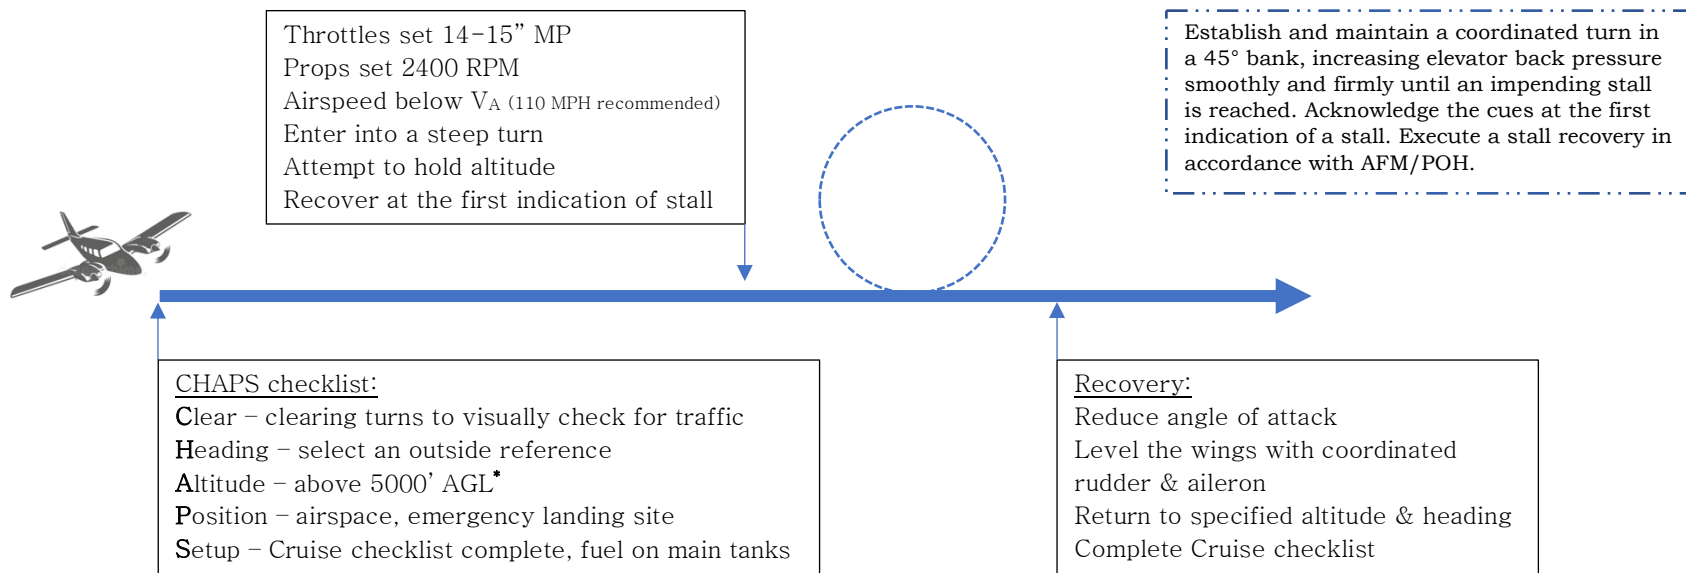 Throttles set 14-15” MP
Props set 2400 RPM
Airspeed below VA (110 MPH recommended)
Enter into a steep turn
Attempt to hold altitude
Recover at the first indication of stall
Establish and maintain a coordinated turn in
a 45° bank, increasing elevator back pressure
smoothly and firmly until an impending stall
is reached. Acknowledge the cues at the first
indication of a stall. Execute a stall recovery in
accordance with AFM/POH.
CHAPS checklist:
Clear – clearing turns to visually check for traffic
Heading – select an outside reference
Altitude – above 5000’ AGL*
Position – airspace, emergency landing site
Setup – Cruise checklist complete, fuel on main tanks
Recovery:
Reduce angle of attack
Level the wings with coordinated
rudder & aileron
Return to specified altitude & heading
Complete Cruise checklist